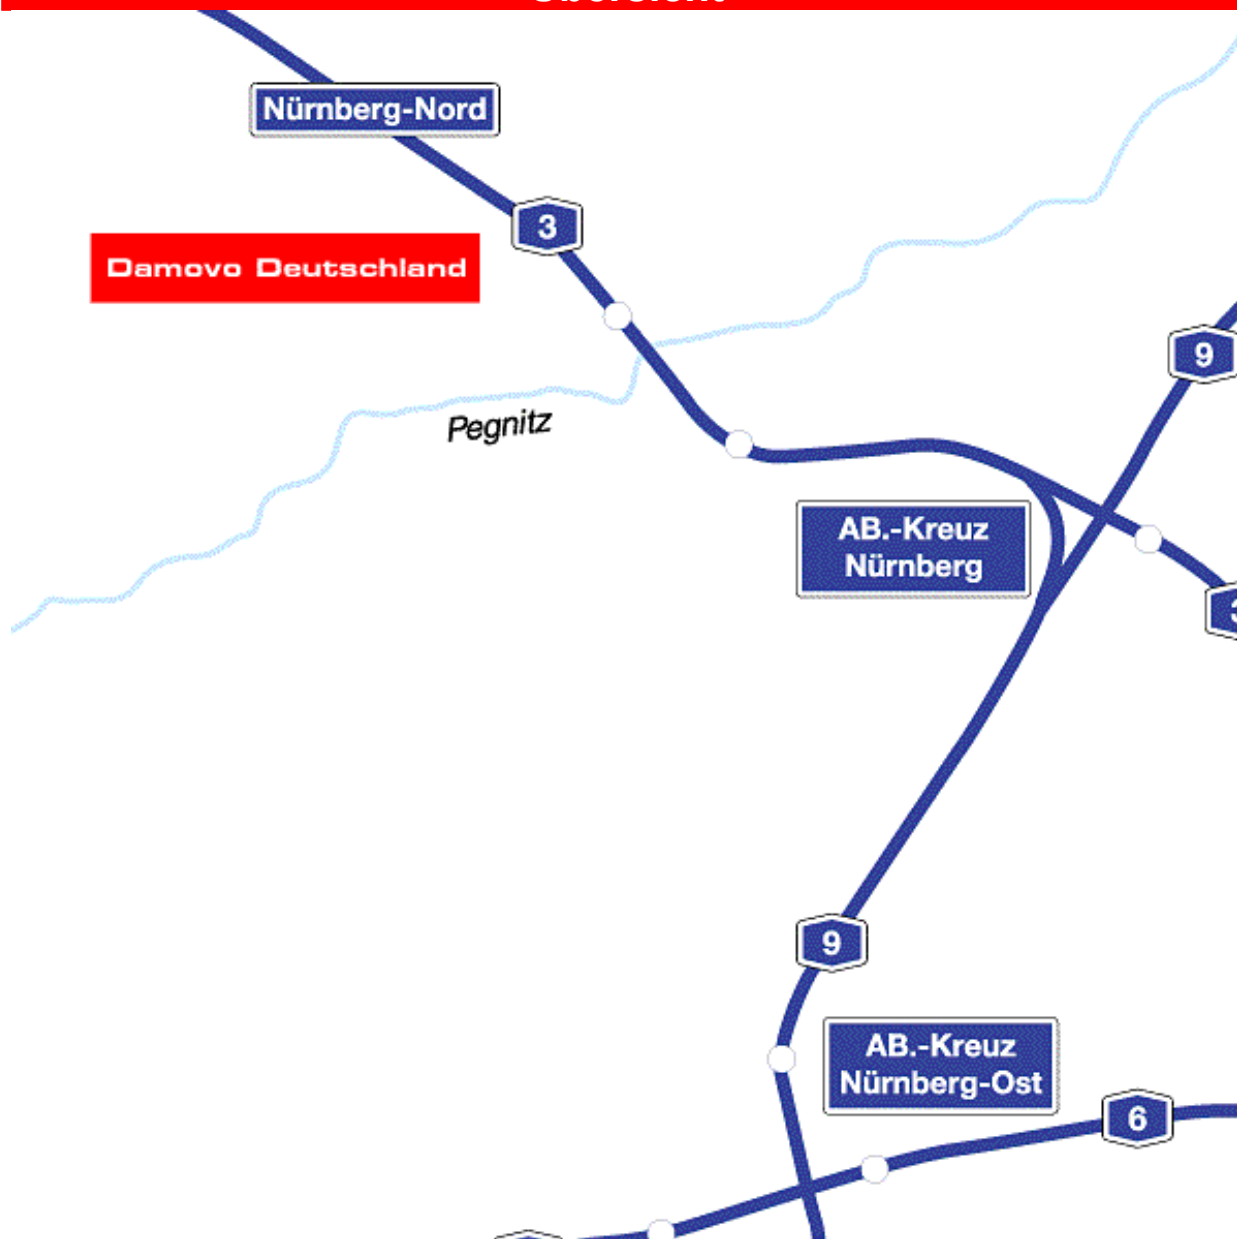 Nürnberg-Nord
3
Damovo Deutschland
9
Pegnitz
AB.-Kreuz
Nürnberg
9
AB.-Kreuz
Nürnberg-Ost
6